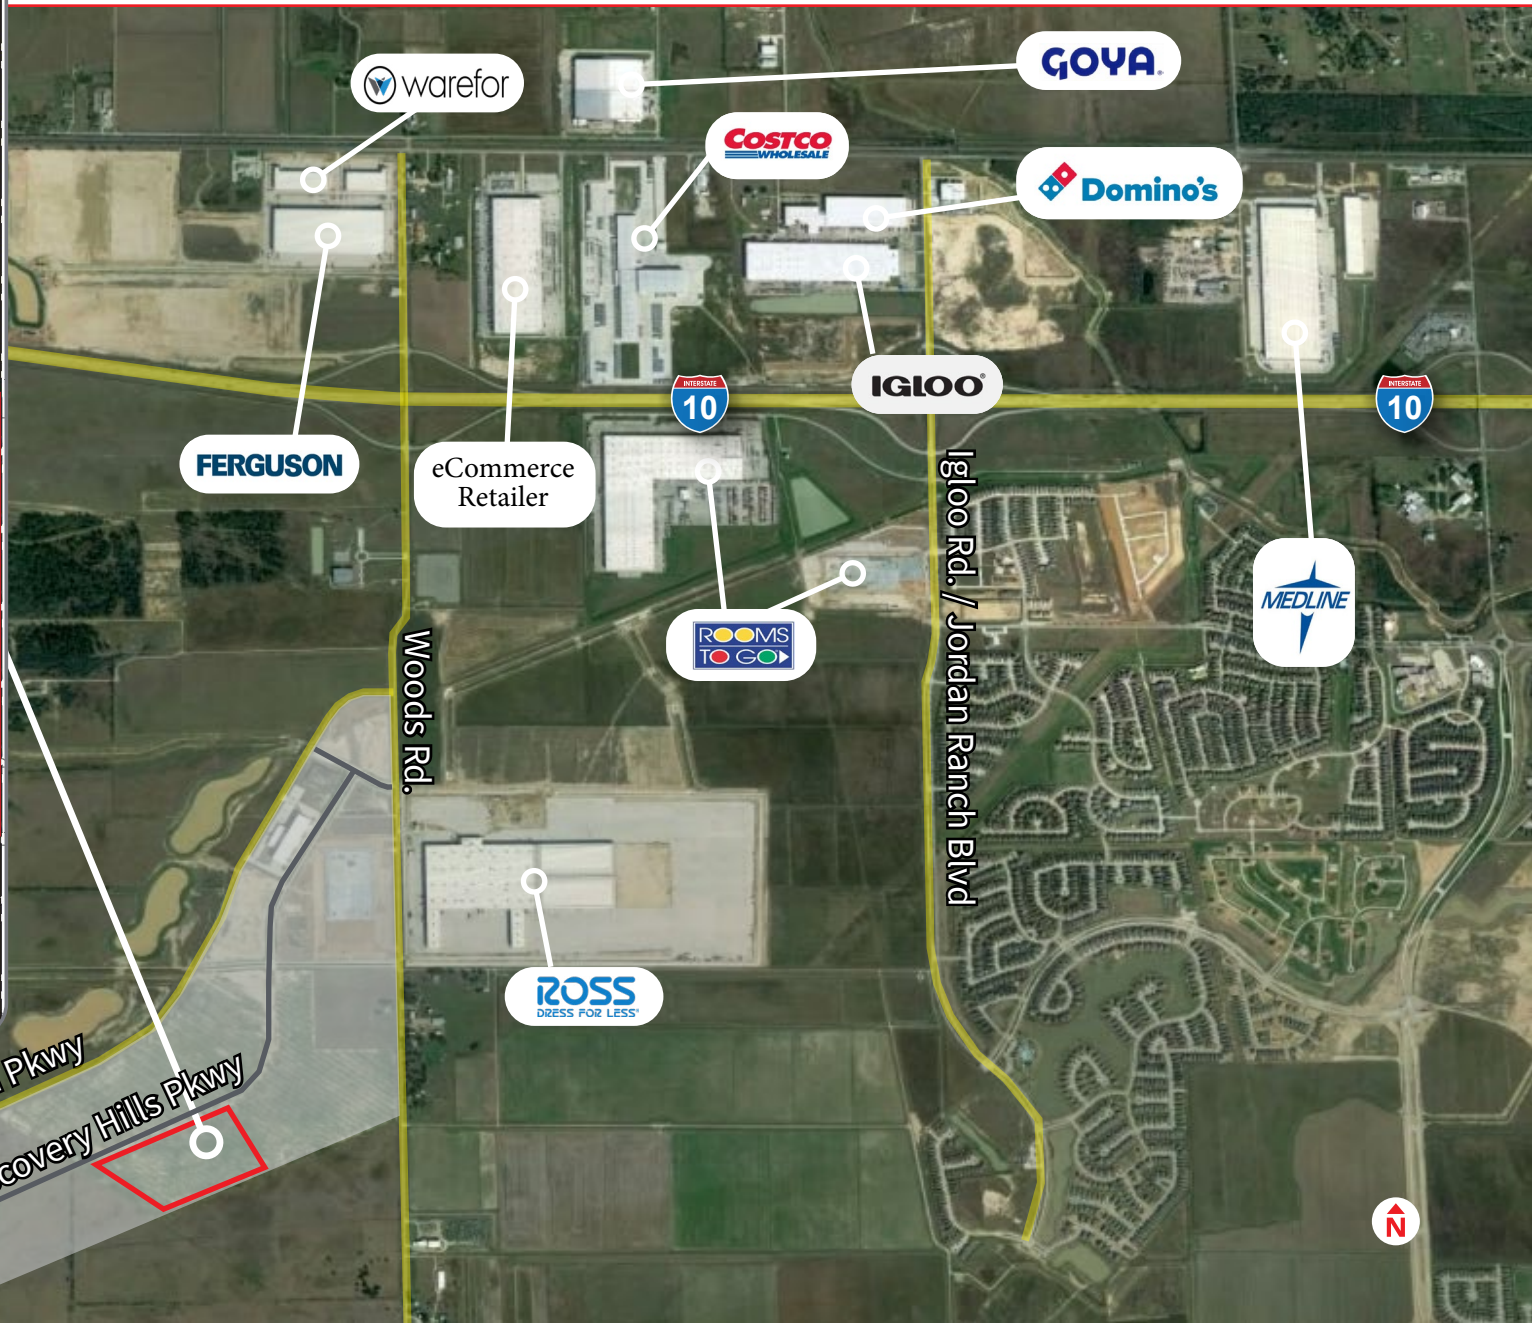 GOYA
warefor
COSTCO
WHOLESALE
Domino's
IGLOO
INTERSTATE
10
INTERSTATE
10
FERGUSON
eCommerce
Retailer
Igloo Rd. / Jordan Ranch Blvd
MEDLINE
ROOMS
TO GO
Woods Rd.
ROSS
DRESS FOR LESS
Pkwy
covery Hills Pkwy
N